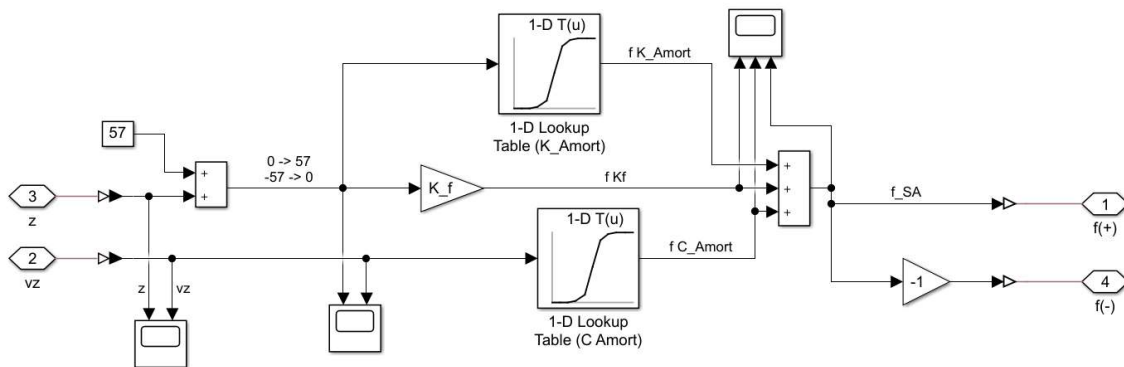 1-D T(u)
f K_Amort
1-D Lookup
Table (K_Amort)
57
+
+
0 -> 57
-57 -> 0
3
z
K_f
f Kf
+
+
+
f_SA
1
f(+)
2
vz
1-D T(u)
f C_Amort
-1
4
f(-)
z
vz
1-D Lookup
Table (C Amort)